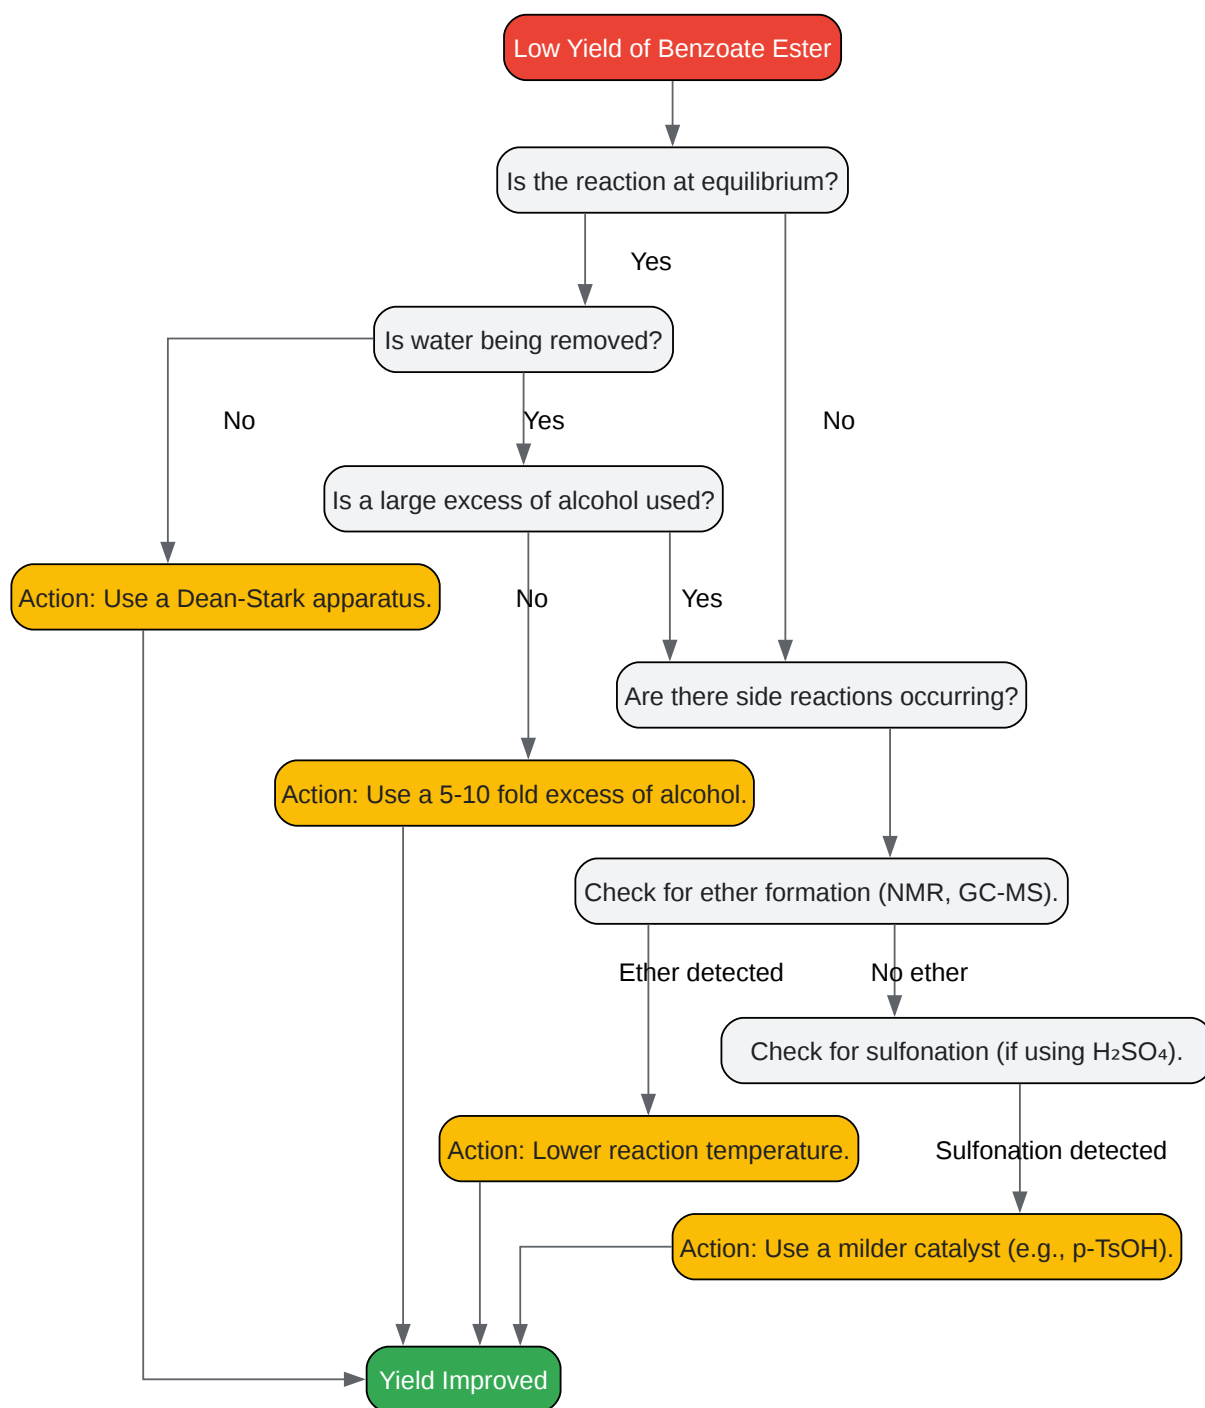 Low Yield of Benzoate Ester
Is the reaction at equilibrium?
Yes
Is water being removed?
No
Yes
No
Is a large excess of alcohol used?
Action: Use a Dean-Stark apparatus.
No
Yes
Are there side reactions occurring?
Action: Use a 5-10 fold excess of alcohol.
Check for ether formation (NMR, GC-MS).
Ether detected
No ether
Check for sulfonation (if using H₂SO₄).
Action: Lower reaction temperature.
Sulfonation detected
Action: Use a milder catalyst (e.g., p-TsOH).
Yield Improved